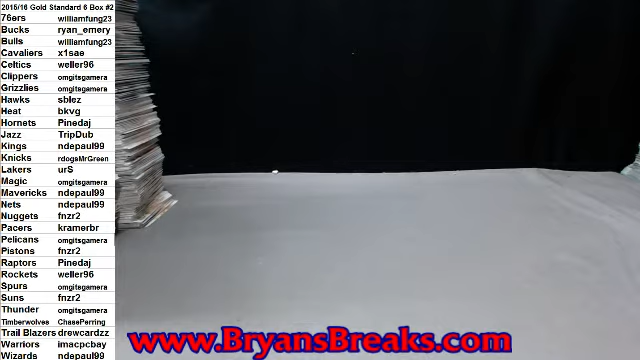 2015/16 Gold Standard 6 Box #2
76ers williamfung23
Bucks ryan_emery
Bulls williamfung23
Cavaliers x1sae
Celtics weller96
Clippers omgitsgamera
Grizzlies omgitsgamera
Hawks sblez
Heat bkvg
Hornets Pinedaj
Jazz TripDub
Kings ndepaul99
Knicks rdogsMrGreen
Lakers urS
Magic omgitsgamera
Mavericks ndepaul99
Nets ndepaul99
Nuggets fnzr2
Pacers kramerbr
Pelicans omgitsgamera
Pistons fnzr2
Raptors Pinedaj
Rockets weller96
Spurs omgitsgamera
Suns fnzr2
Thunder omgitsgamera
Timberwolves ChasePerring
Trail Blazers drewcardzz
Warriors imacpcbay
Wizards ndepaul99
www.BryansBreaks.com